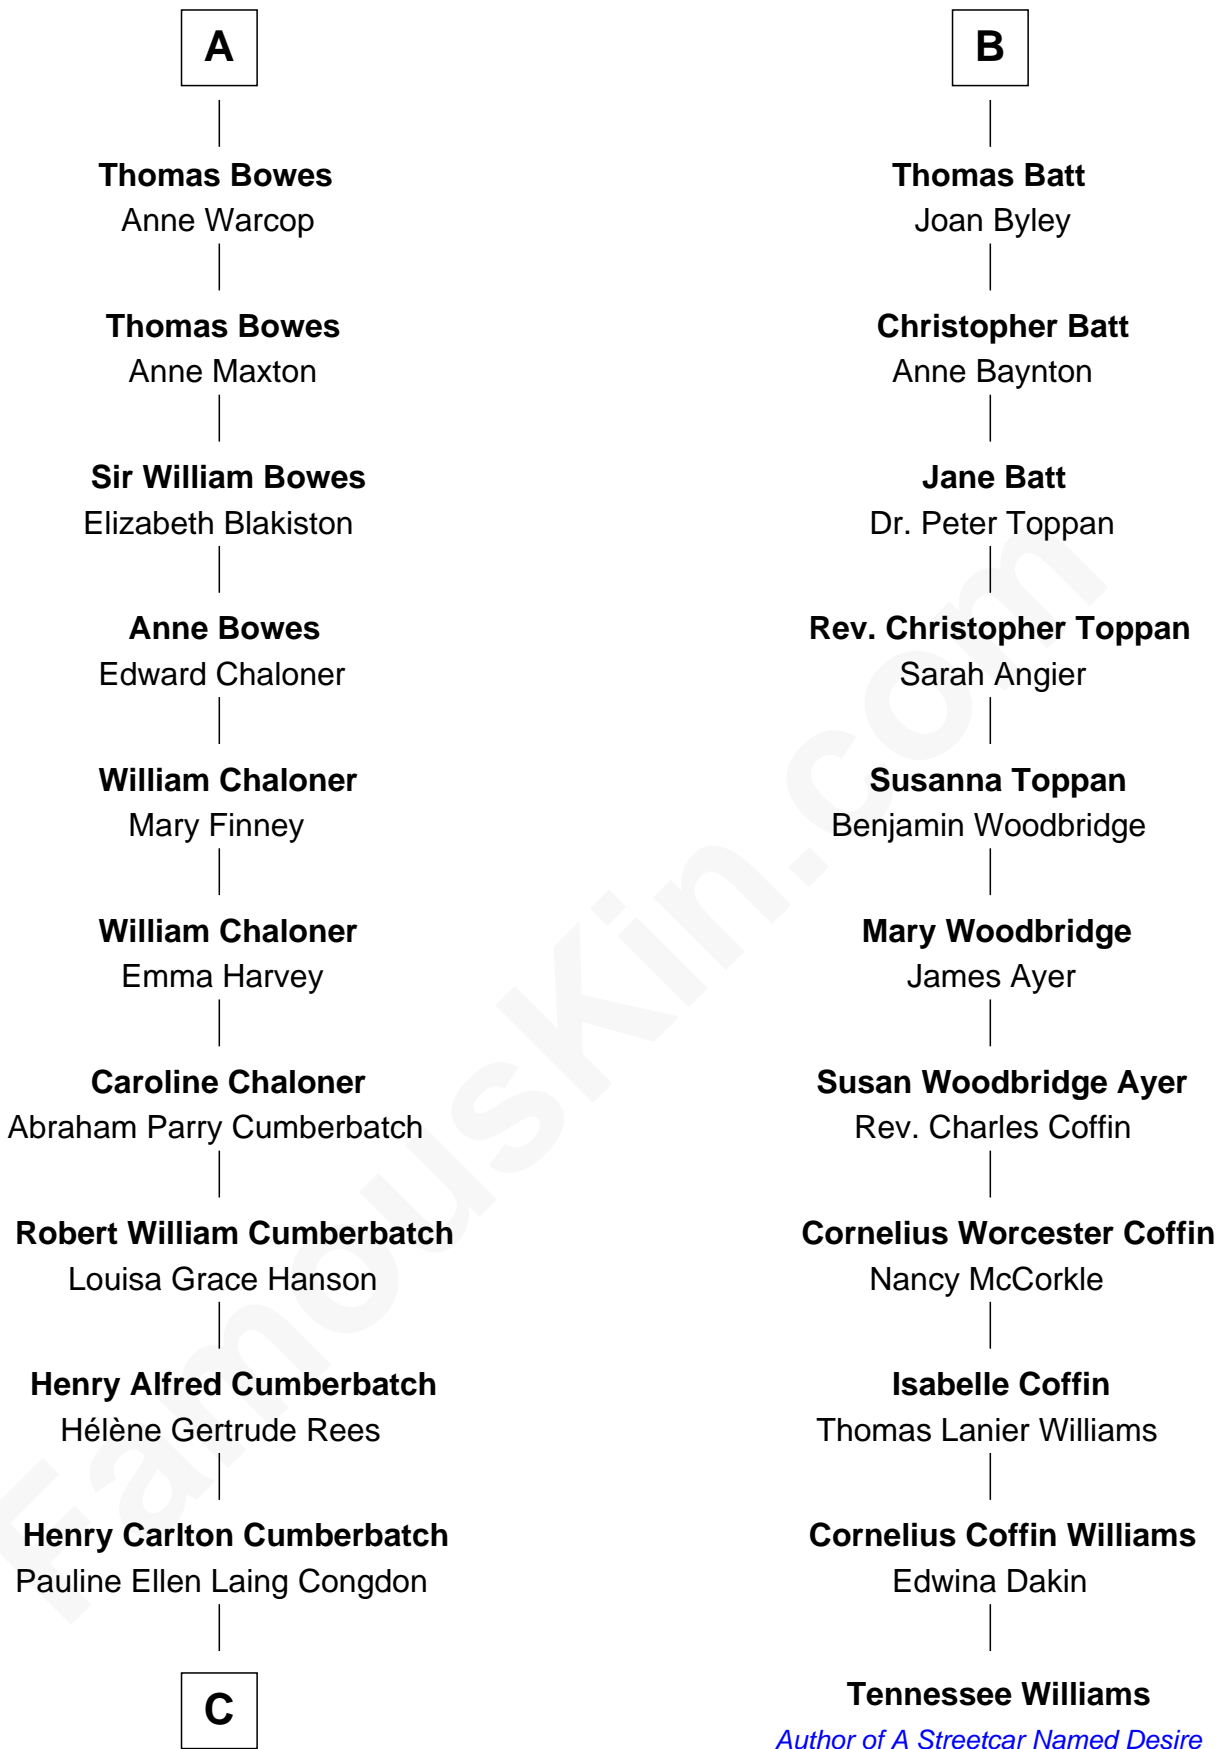 A
Thomas Bowes
Anne Warcop
Thomas Bowes
Anne Maxton
Sir William Bowes
Elizabeth Blakiston
Anne Bowes
Edward Chaloner
William Chaloner
Mary Finney
William Chaloner
Emma Harvey
Caroline Chaloner
Abraham Parry Cumberbatch
Robert William Cumberbatch
Louisa Grace Hanson
Henry Alfred Cumberbatch
Hélène Gertrude Rees
Henry Carlton Cumberbatch
Pauline Ellen Laing Congdon
C
B
Thomas Batt
Joan Byley
Christopher Batt
Anne Baynton
Jane Batt
Dr. Peter Toppan
Rev. Christopher Toppan
Sarah Angier
Susanna Toppan
Benjamin Woodbridge
Mary Woodbridge
James Ayer
Susan Woodbridge Ayer
Rev. Charles Coffin
Cornelius Worcester Coffin
Nancy McCorkle
Isabelle Coffin
Thomas Lanier Williams
Cornelius Coffin Williams
Edwina Dakin
Tennessee Williams
Author of A Streetcar Named Desire
FamousKin.com